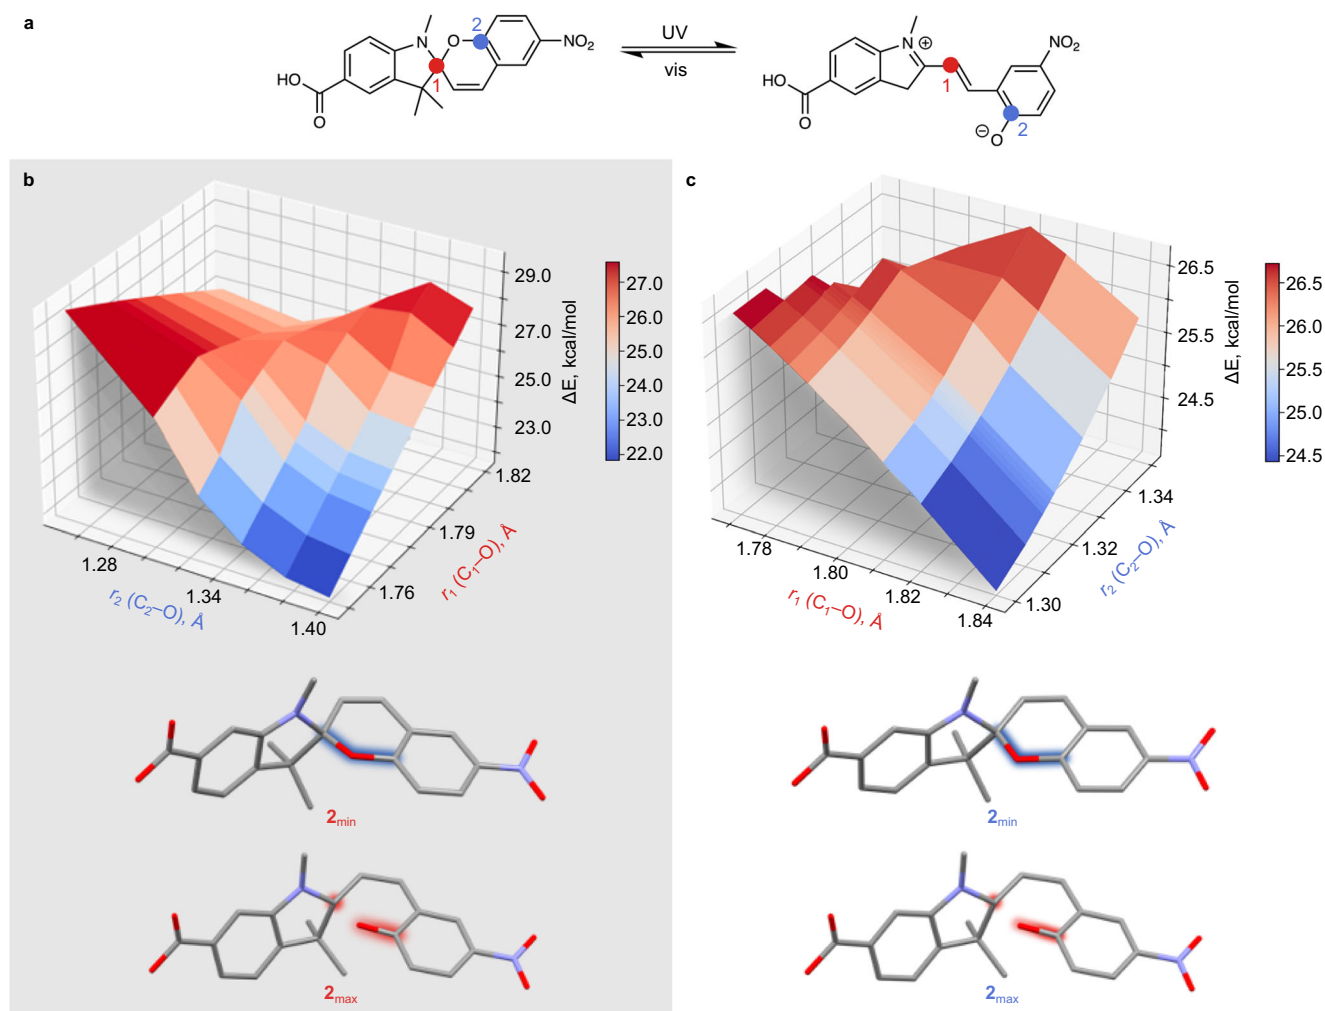 a
N
O
2
NO2
HO
O
1
UV
vis
N
⊕
NO2
HO
O
1
2
⊖
O
b
29.0
27.0
25.0
23.0
ΔE, kcal/mol
27.0
26.0
25.0
24.0
23.0
22.0
1.82
1.79
1.76
r1 (C1–O), Å
1.28
1.34
1.40
r2 (C2–O), Å
2min
2max
c
26.5
25.5
24.5
ΔE, kcal/mol
26.5
26.0
25.5
25.0
24.5
1.34
1.32
1.30
r2 (C2–O), Å
1.78
1.80
1.82
1.84
r1 (C1–O), Å
2min
2max